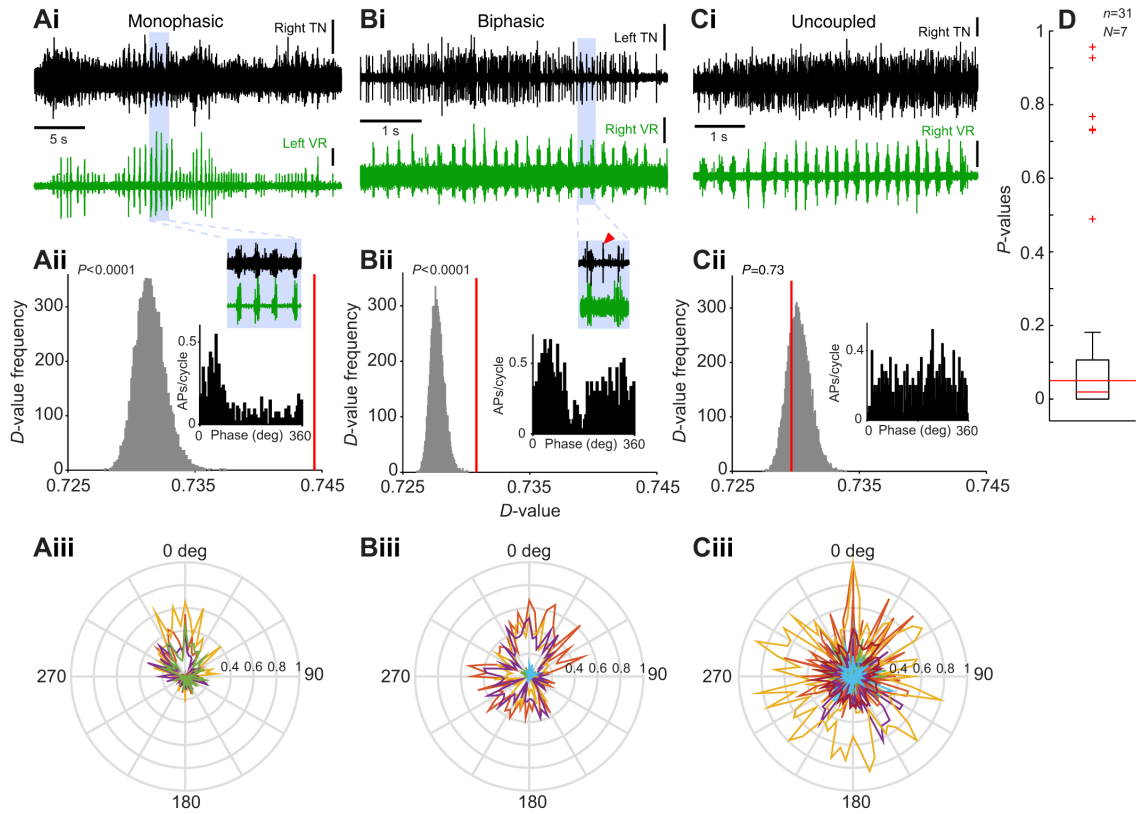 Ai
Monophasic
Right TN
5 s
Left VR
Bi
Biphasic
Left TN
1 s
Right VR
Ci
Uncoupled
Right TN
1 s
Right VR
D
n=31
N=7
P-values
1
0.8
0.6
0.4
0.2
0
Aii
P<0.0001
D-value frequency
300
200
100
0
0.725
0.735
0.745
APs/cycle
0.5
0
0
Phase (deg)
360
Bii
P<0.0001
D-value frequency
300
200
100
0
0.725
0.735
0.745
D-value
APs/cycle
0.5
0
0
Phase (deg)
360
Cii
P=0.73
D-value frequency
300
200
100
0
0.725
0.735
0.745
APs/cycle
0.4
0
0
Phase (deg)
360
Aiii
0 deg
270
0.4 0.6 0.8 1
90
180
Biii
0 deg
270
0.4 0.6 0.8 1
90
180
Ciii
0 deg
270
0.4 0.6 0.8 1
90
180